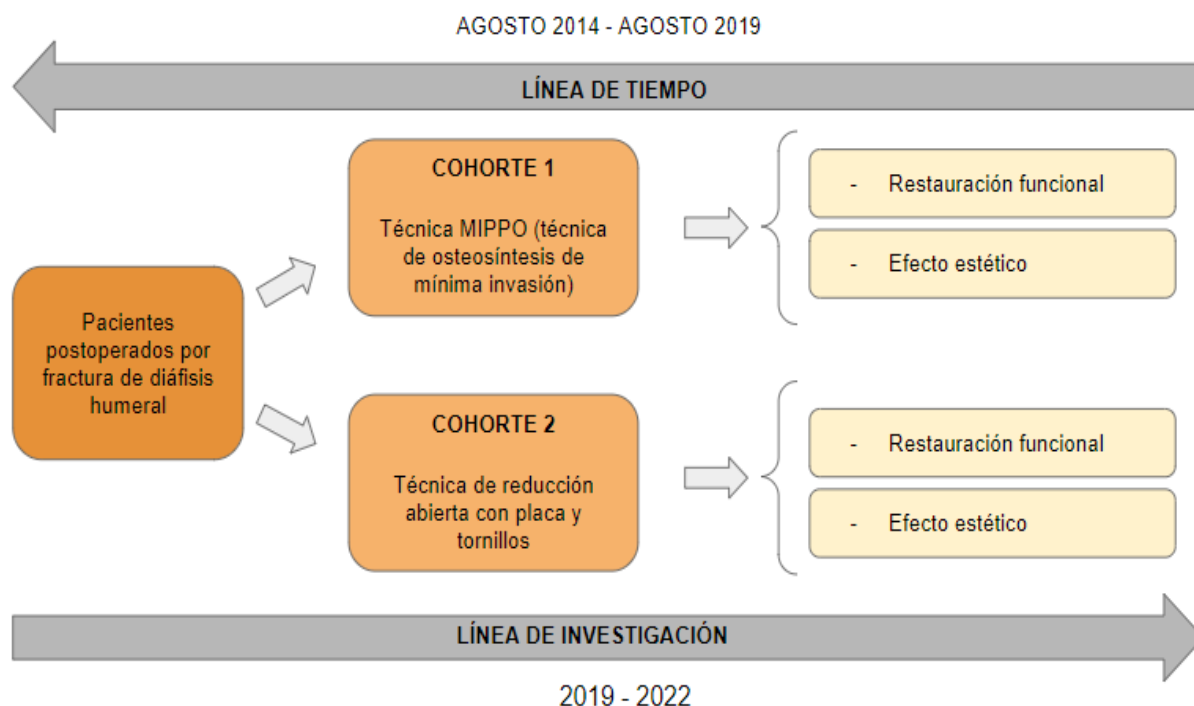 AGOSTO 2014 - AGOSTO 2019
LÍNEA DE TIEMPO
COHORTE 1
Técnica MIPPO (técnica
de osteosíntesis de
mínima invasión)
- Restauración funcional
- Efecto estético
Pacientes
postoperados por
fractura de diáfisis
humeral
COHORTE 2
Técnica de reducción
abierta con placa y
tornillos
- Restauración funcional
- Efecto estético
LÍNEA DE INVESTIGACIÓN
2019 - 2022